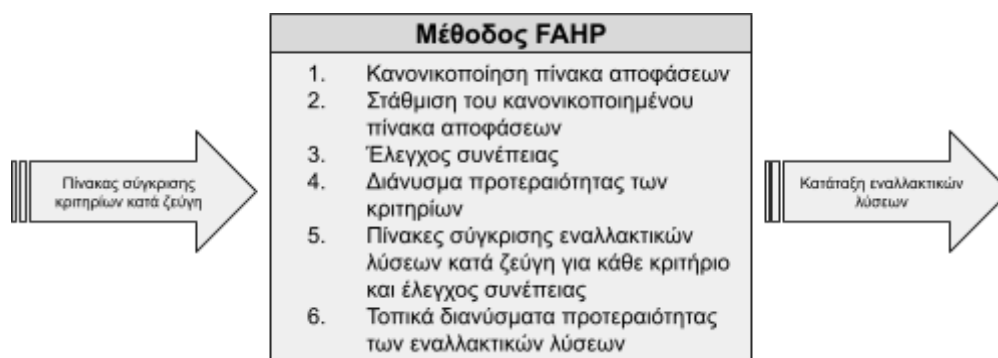 Μέθοδος FAHP
Πίνακας σύγκρισης
κριτηρίων κατά ζεύγη
1. Κανονικοποίηση πίνακα αποφάσεων
2. Στάθμιση του κανονικοποιημένου
πίνακα αποφάσεων
3. Έλεγχος συνέπειας
4. Διάνυσμα προτεραιότητας των
κριτηρίων
5. Πίνακες σύγκρισης εναλλακτικών
λύσεων κατά ζεύγη για κάθε κριτήριο
και έλεγχος συνέπειας
6. Τοπικά διανύσματα προτεραιότητας
των εναλλακτικών λύσεων
Κατάταξη εναλλακτικών
λύσεων